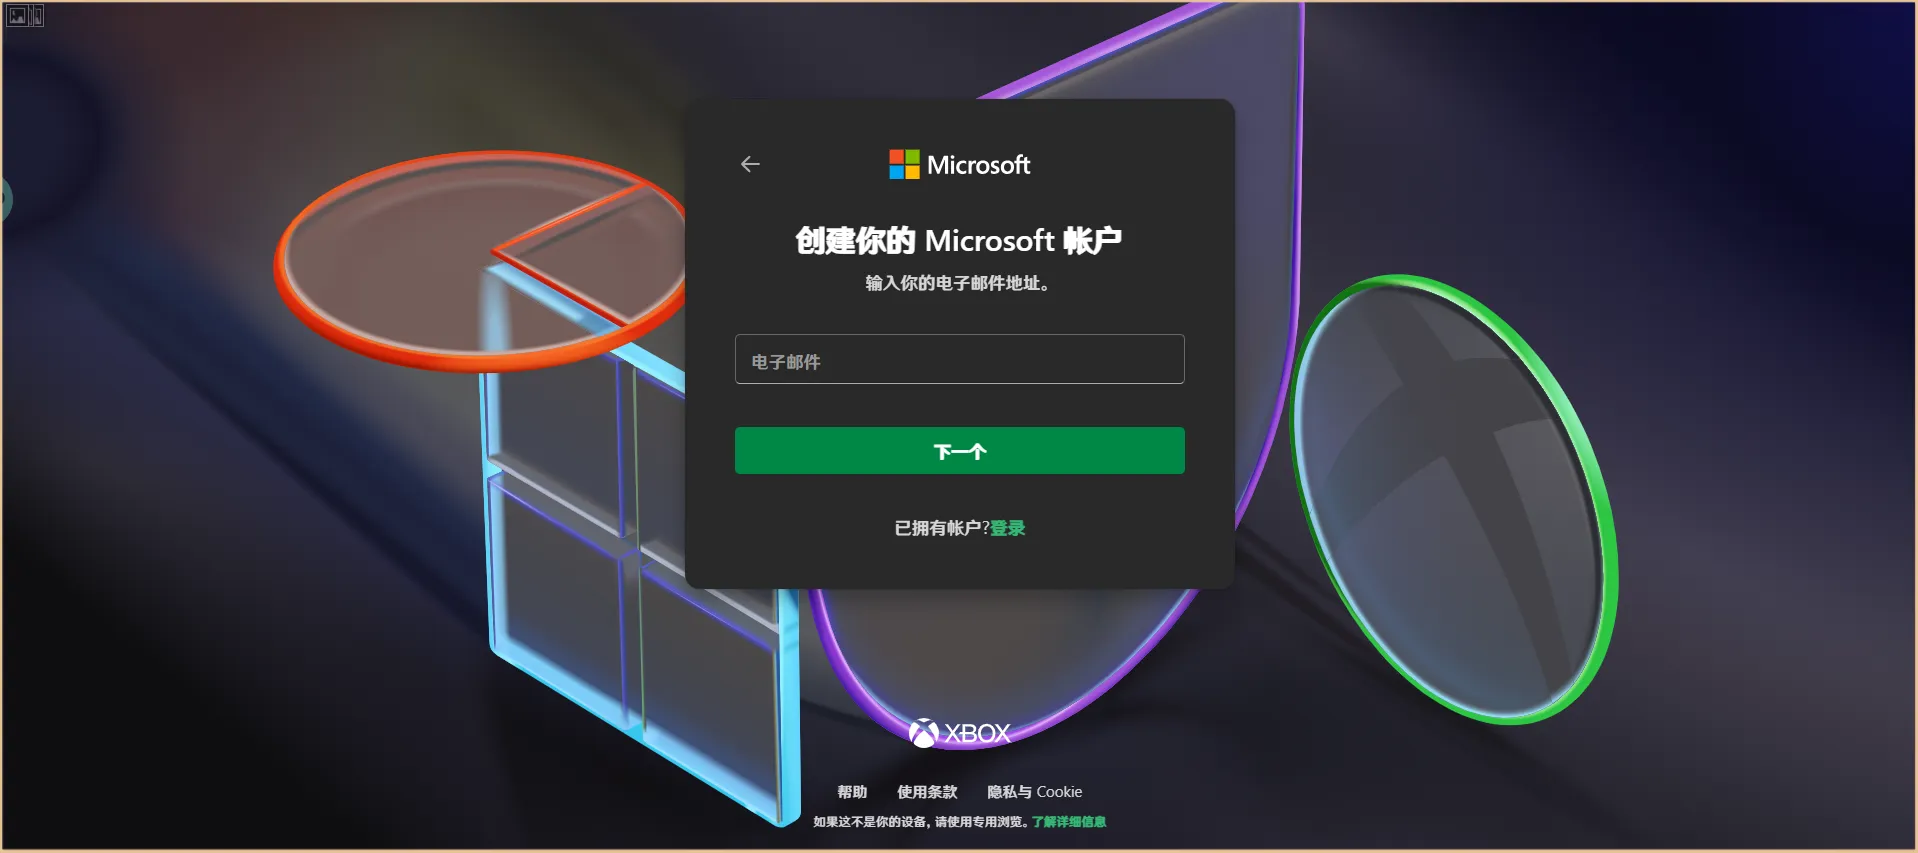 Microsoft
创建你的 Microsoft 帐户
输入你的电子邮件地址。
电子邮件
下一个
已拥有帐户?登录
XBOX
帮助 使用条款 隐私与 Cookie
如果这不是你的设备, 请使用专用浏览。了解详细信息